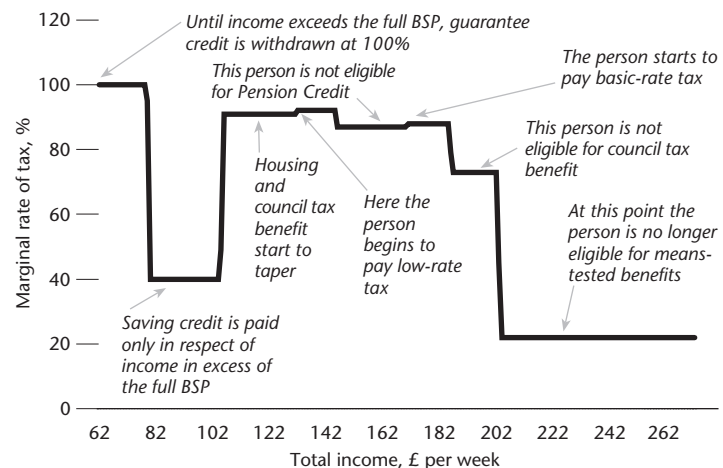 120
Until income exceeds the full BSP, guarantee
credit is withdrawn at 100%
This person is not eligible
for Pension Credit
The person starts to
pay basic-rate tax
100
This person is not
eligible for council tax
benefit
80
Housing
and
council tax
benefit
start to
taper
Here the
person
begins to
pay low-rate
tax
At this point the
person is no longer
eligible for means-
tested benefits
60
40
Saving credit is paid
only in respect of
income in excess of
the full BSP
20
0
Marginal rate of tax, %
62 82 102 122 142 162 182 202 222 242 262
Total income, £ per week